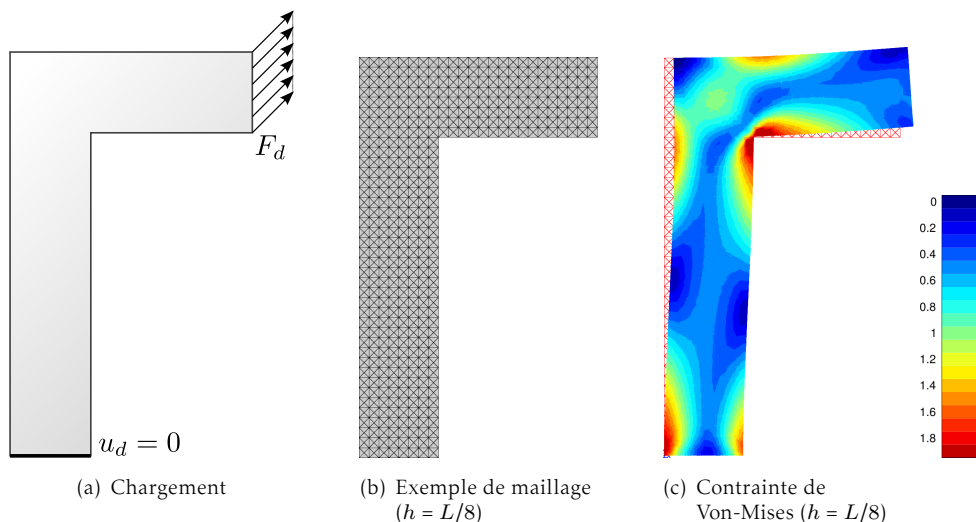 F_d
u_d = 0
0
0.2
0.4
0.6
0.8
1
1.2
1.4
1.6
1.8
(a) Chargement
(b) Exemple de maillage
(h = L/8)
(c) Contrainte de
Von-Mises (h = L/8)